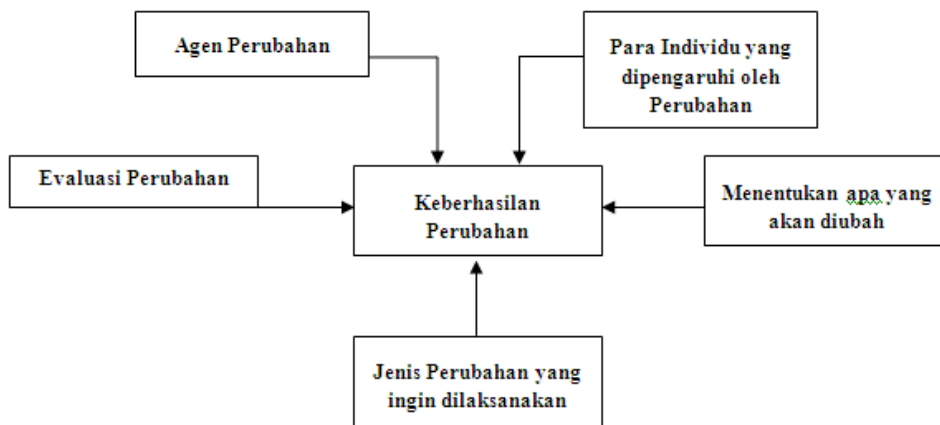 Agen Perubahan
Para Individu yang
dipengaruhi oleh
Perubahan
Evaluasi Perubahan
Keberhasilan
Perubahan
Menentukan apa yang
akan diubah
Jenis Perubahan yang
ingin dilaksanakan